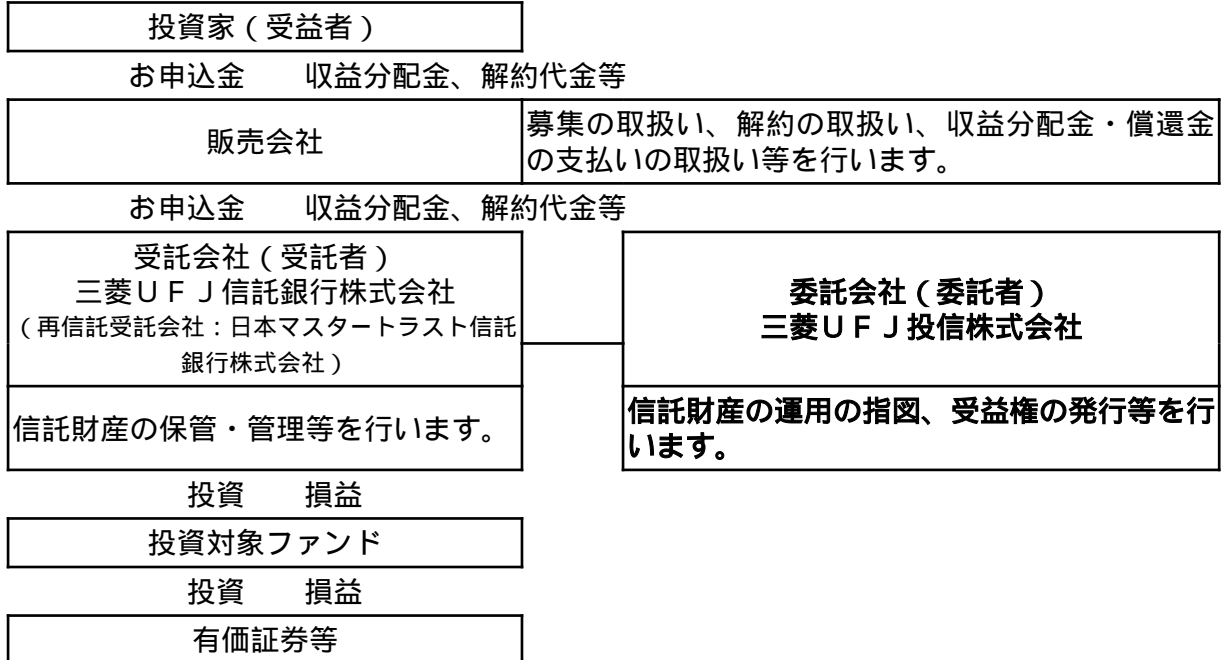 投資家(受益者)
お申込金 収益分配金、解約代金等
販売会社
募集の取扱い、解約の取扱い、収益分配金・償還金
の支払いの取扱い等を行います。
お申込金 収益分配金、解約代金等
受託会社(受託者)
三菱UFJ信託銀行株式会社
(再信託受託会社:日本マスタートラスト信託
銀行株式会社)
委託会社(委託者)
三菱UFJ投信株式会社
信託財産の保管・管理等を行います。
信託財産の運用の指図、受益権の発行等を行
います。
投資 損益
投資対象ファンド
投資 損益
有価証券等